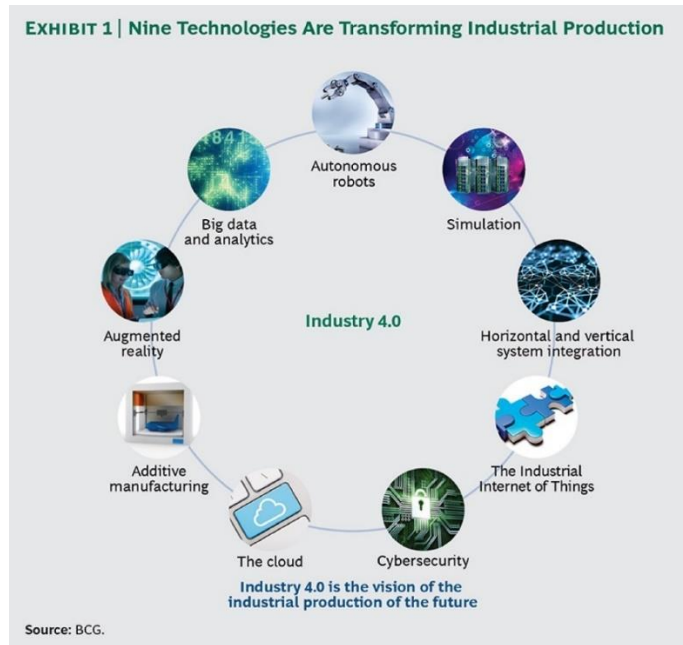 EXHIBIT 1 | Nine Technologies Are Transforming Industrial Production
841
Autonomous
robots
Big data
and analytics
Simulation
Augmented
reality
Industry 4.0
Horizontal and vertical
system integration
Additive
manufacturing
The Industrial
Internet of Things
The cloud
Cybersecurity
Industry 4.0 is the vision of the
industrial production of the future
Source: BCG.